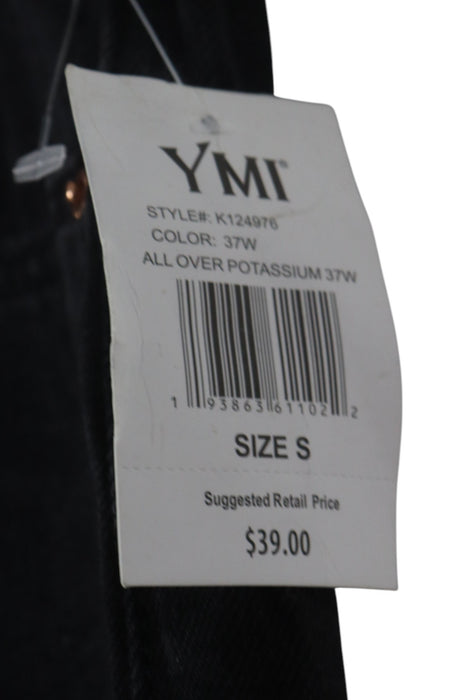 YMI®
STYLE#: K124976
COLOR: 37W
ALL OVER POTASSIUM 37W
1 93863 61102 2
SIZE S
Suggested Retail Price
$39.00